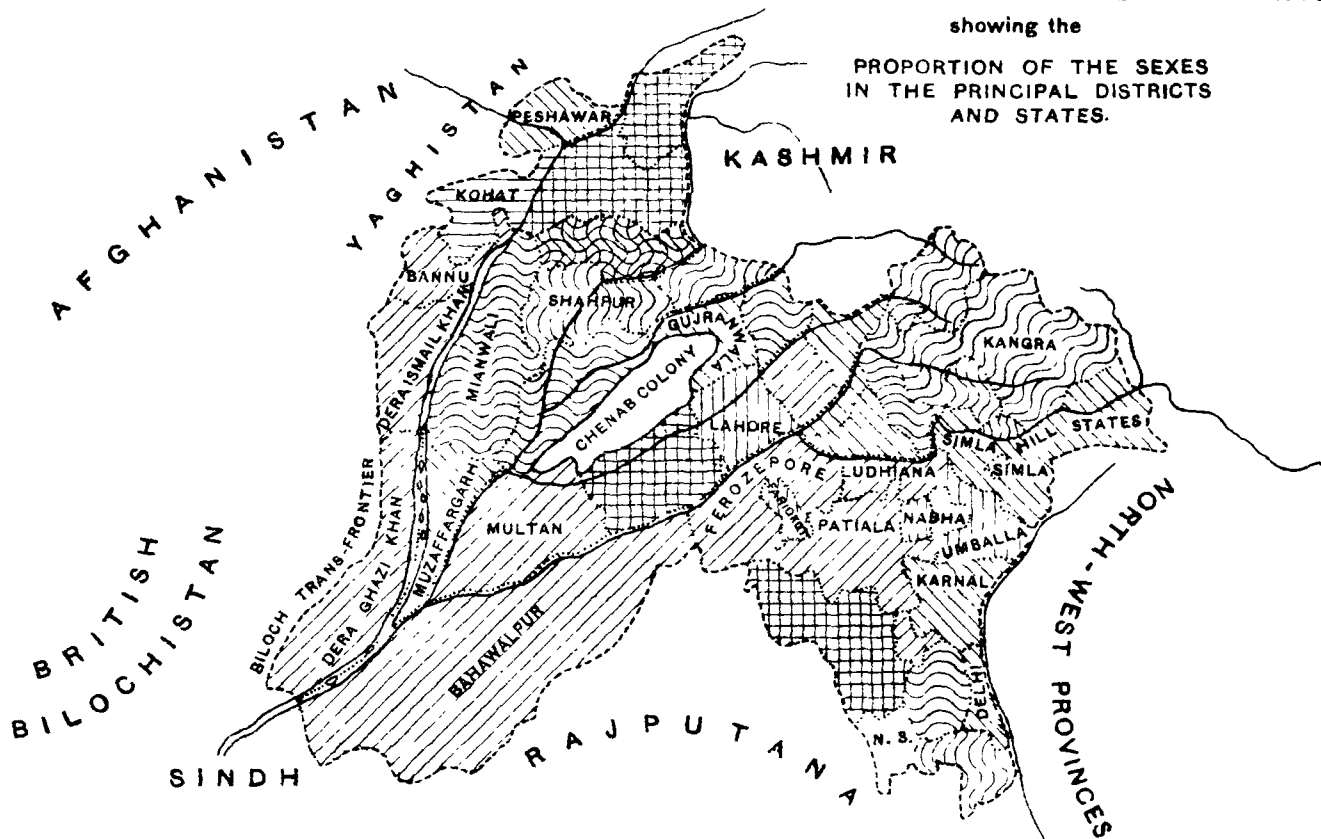 showing the
PROPORTION OF THE SEXES
IN THE PRINCIPAL DISTRICTS
AND STATES.
AFGHANISTAN
YAGHISTAN
PESHAWAR
KASHMIR
KOHAT
BANNU
SHAHPUR
DERA ISMAIL KHAN
MIANWALI
GUJRANWALA
KANGRA
CHENAB COLONY
LAHORE
SIMLA HILL STATES
SIMLA
LUDHIANA
FEROZEPORE
FARIDKOT
PATIALA
NABHA
UMBALLA
KARNAL
MULTAN
MUZAFFARGARH
BILOCH TRANS-FRONTIER
DERA GHAZI KHAN
BAHAWALPUR
BRITISH
BILOCHISTAN
NORTH-WEST PROVINCES
DELHI
N. S.
RAJPUTANA
SINDH